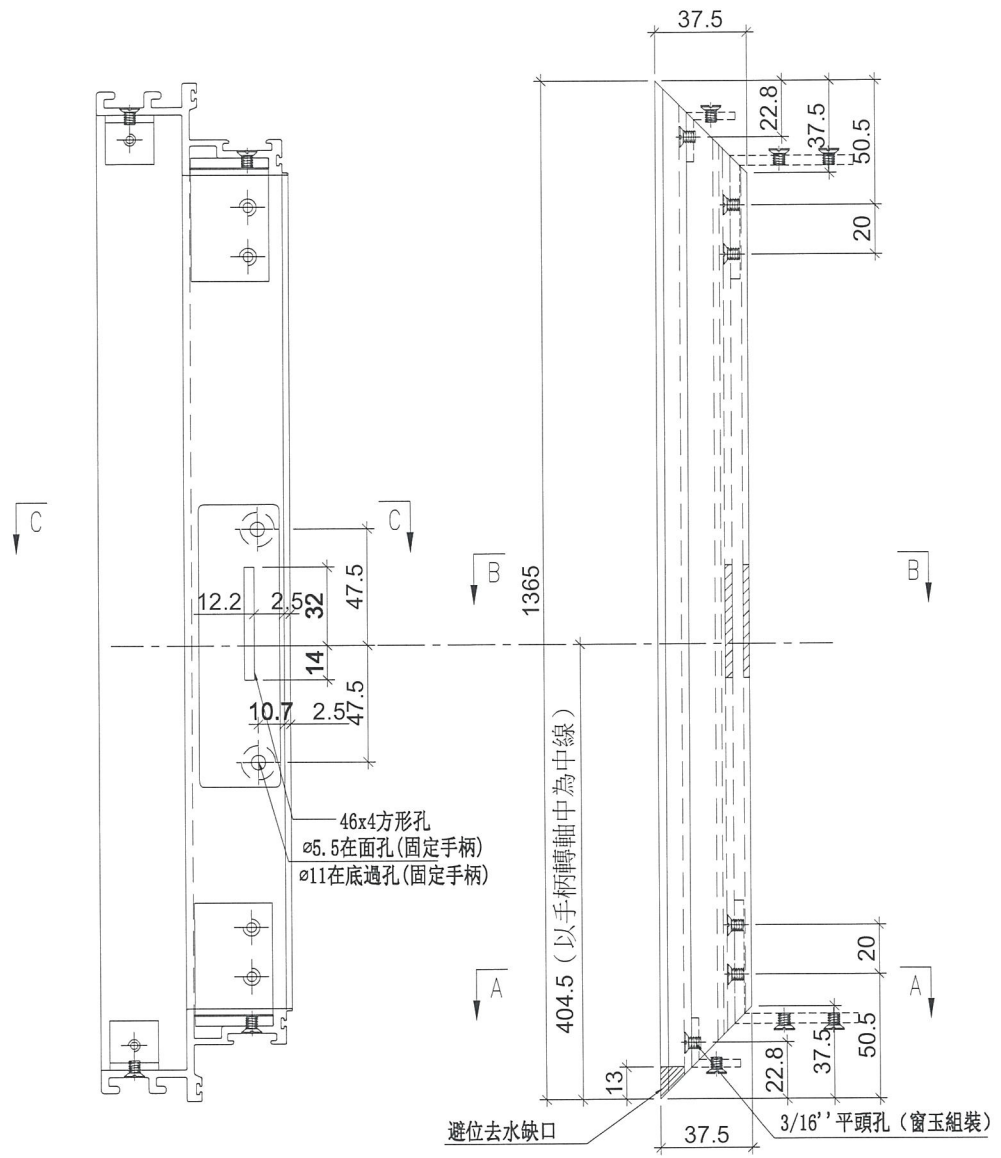 37.5
22.8
37.5
50.5
20
C
C
B
B
1365
47.5
12.2
2.5
32
14
10.7
2.5
47.5
46x4方形孔
ø5.5在面孔(固定手柄)
ø11在底過孔(固定手柄)
404.5（以手柄轉軸中為中線）
A
A
20
50.5
37.5
22.8
13
避位去水缺口
37.5
3/16''平頭孔（窗玉組裝）